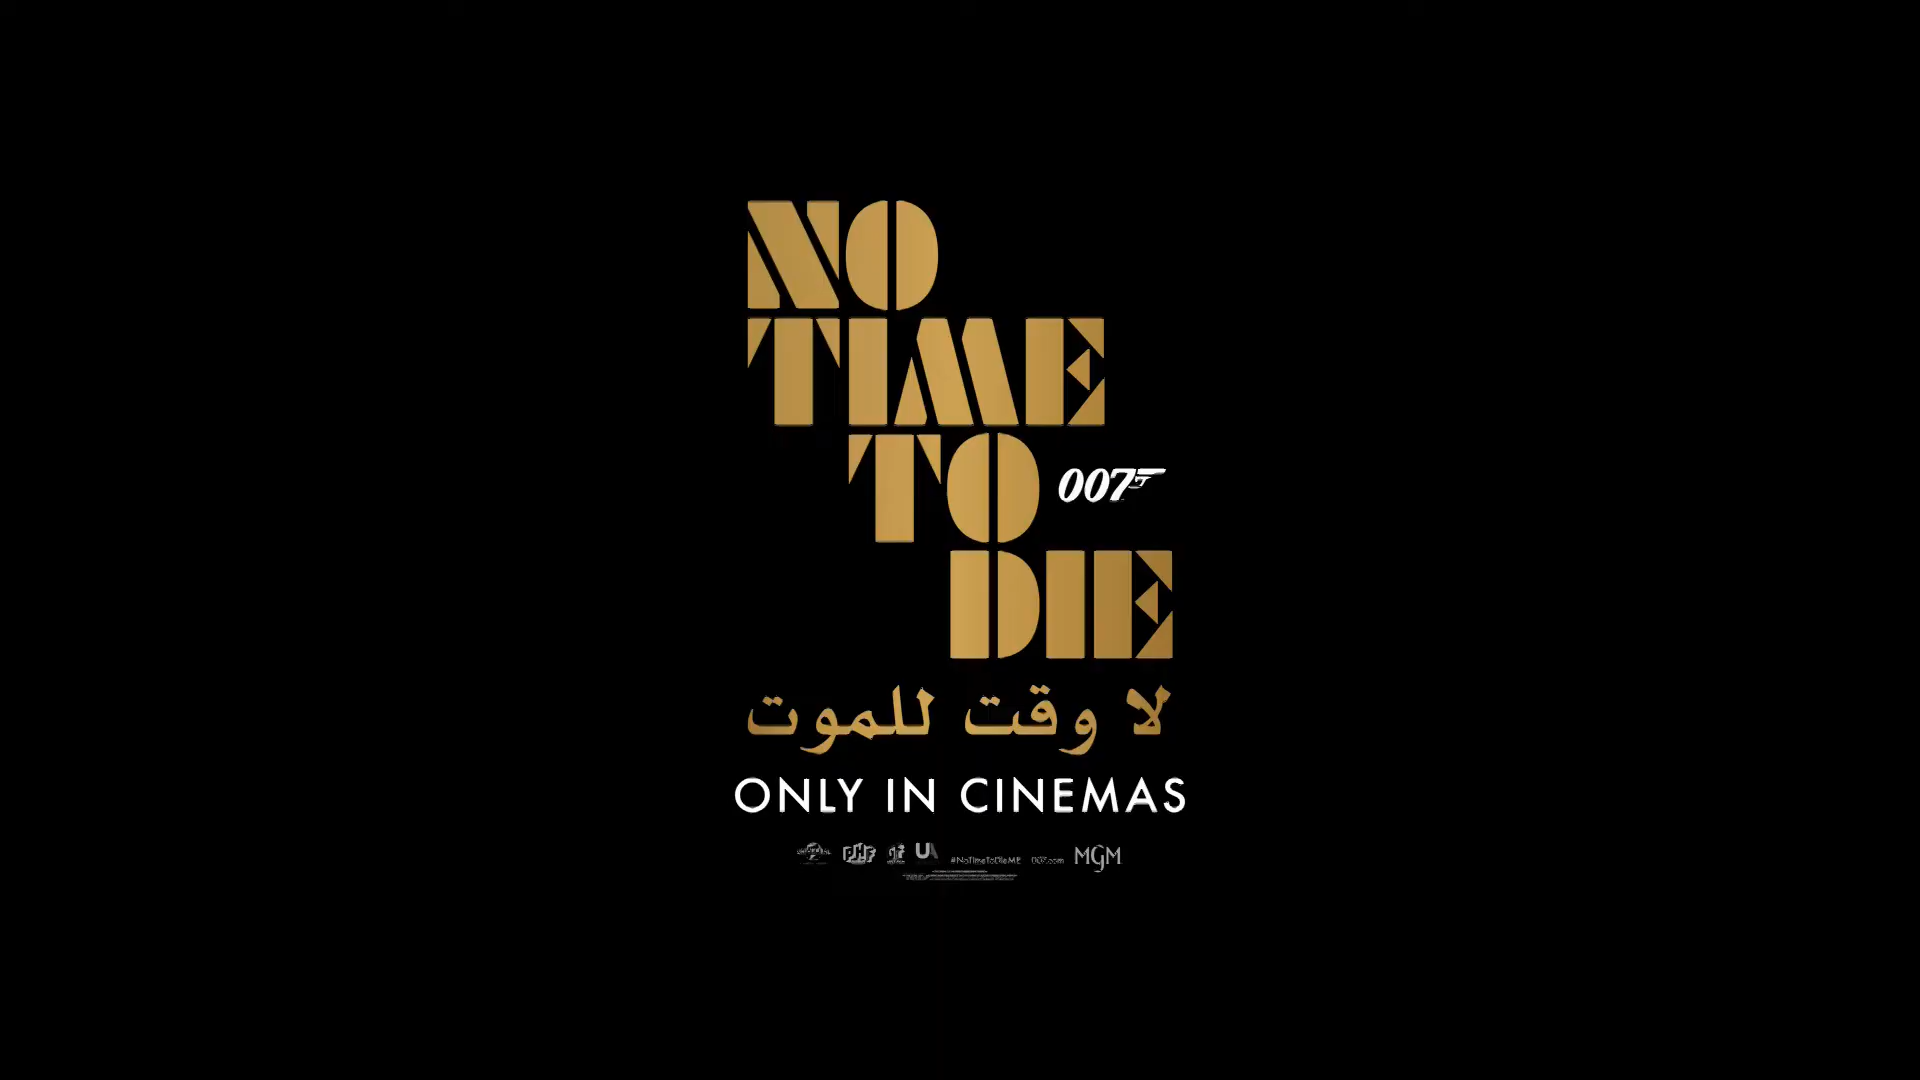 NO
TIME
TO 007
DIE
لا وقت للموت
ONLY IN CINEMAS
#NoTimeToDieME 007.com MGM